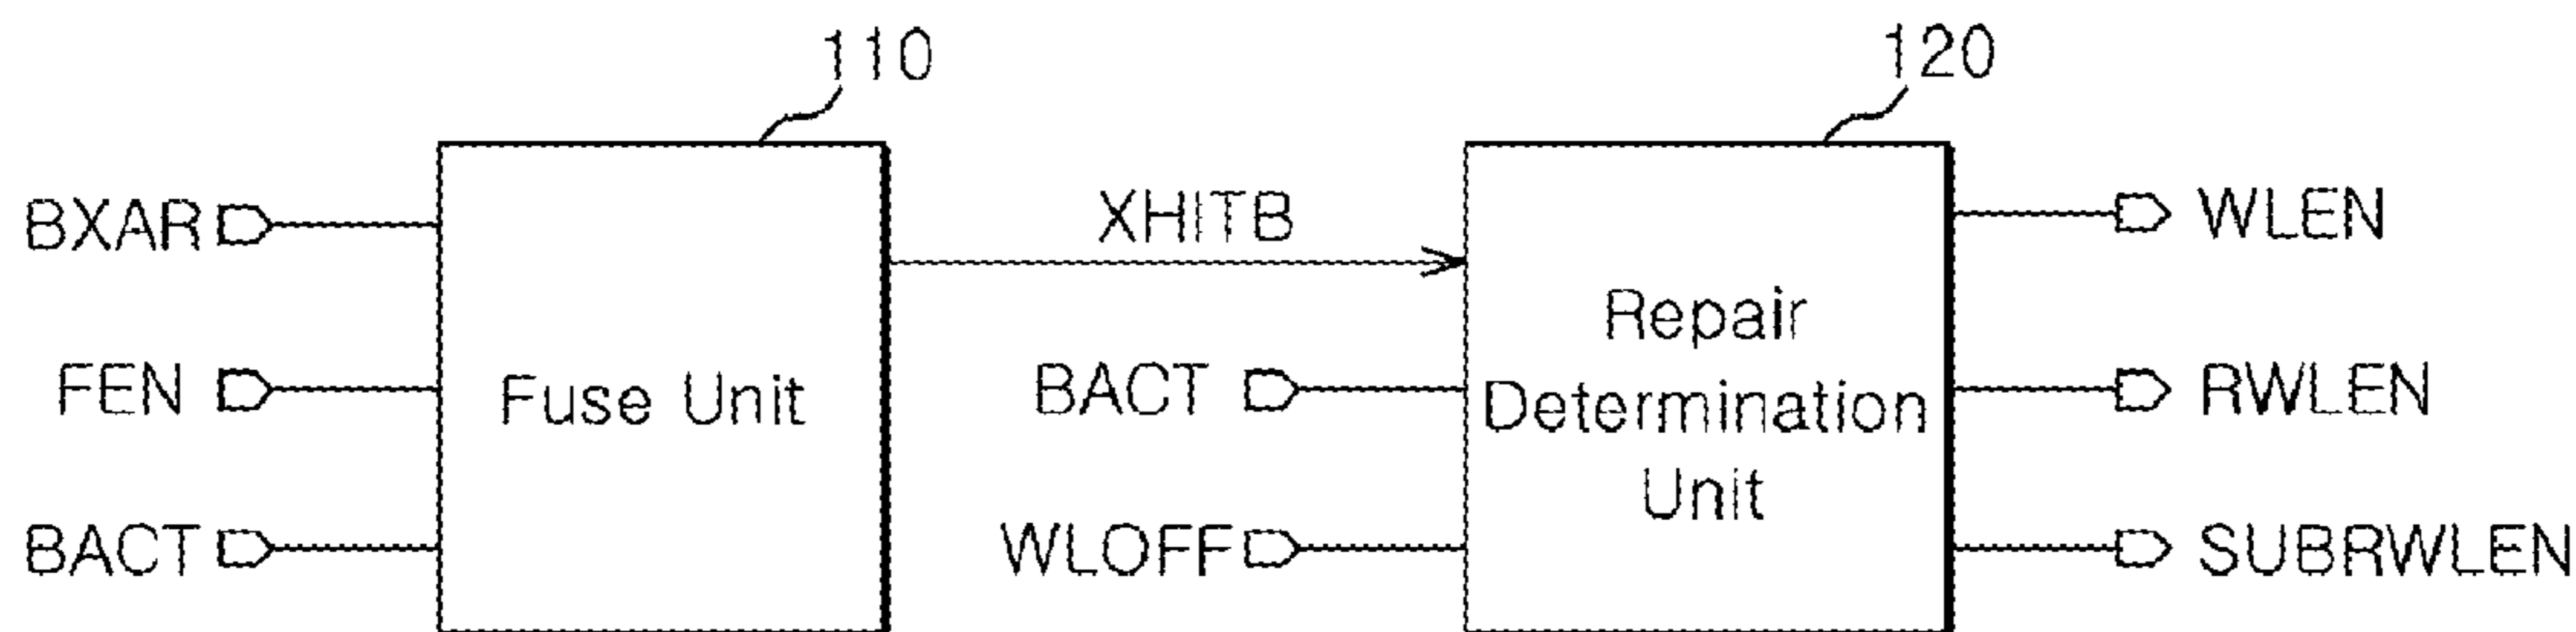 110
120
BXAR
XHITB
WLEN
FEN
Fuse Unit
BACT
Repair
Determination
Unit
RWLEN
BACT
WLOFF
SUBRWLEN